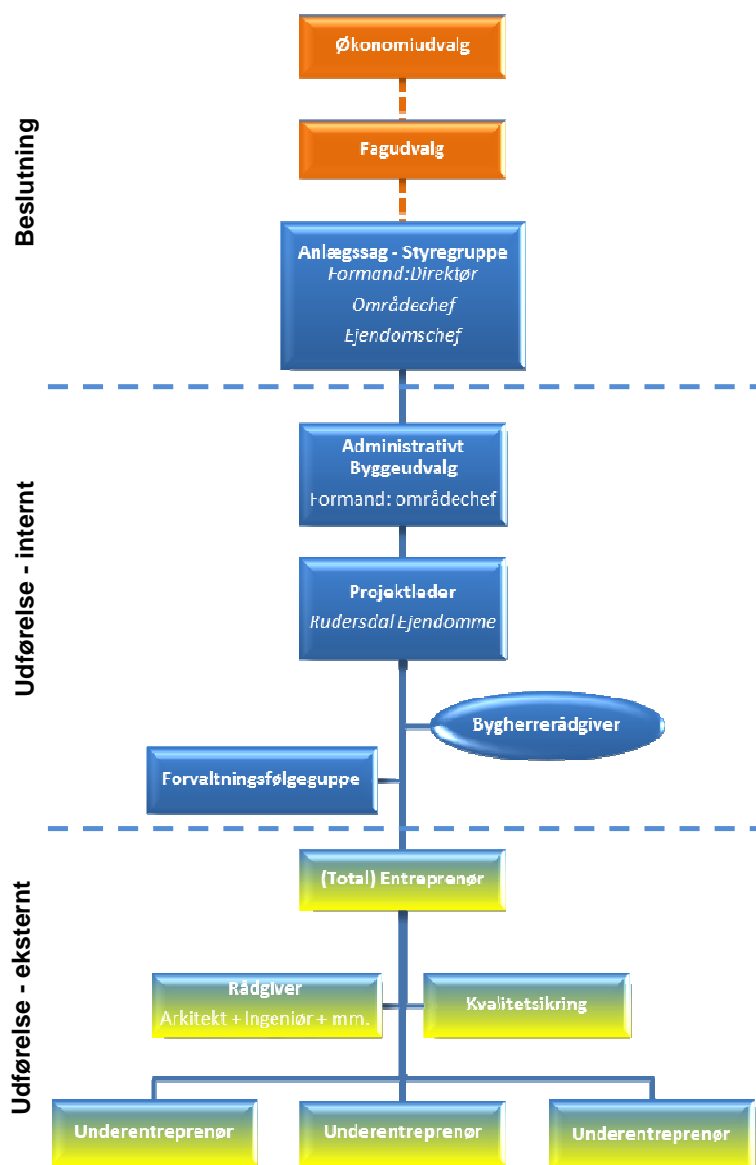 Beslutning
Økonomiudvalg
Fagudvalg
Anlægssag - Styregruppe
Formand:Direktør
Områdechef
Ejendomschef
Udførelse - internt
Administrativt
Byggeudvalg
Formand: områdechef
Projektleder
Rudersdal Ejendomme
Bygherrerådgiver
Forvaltningsfølgeguppe
Udførelse - eksternt
(Total) Entreprenør
Rådgiver
Arkitekt + Ingeniør + mm.
Kvalitetsikring
Underentreprenør
Underentreprenør
Underentreprenør